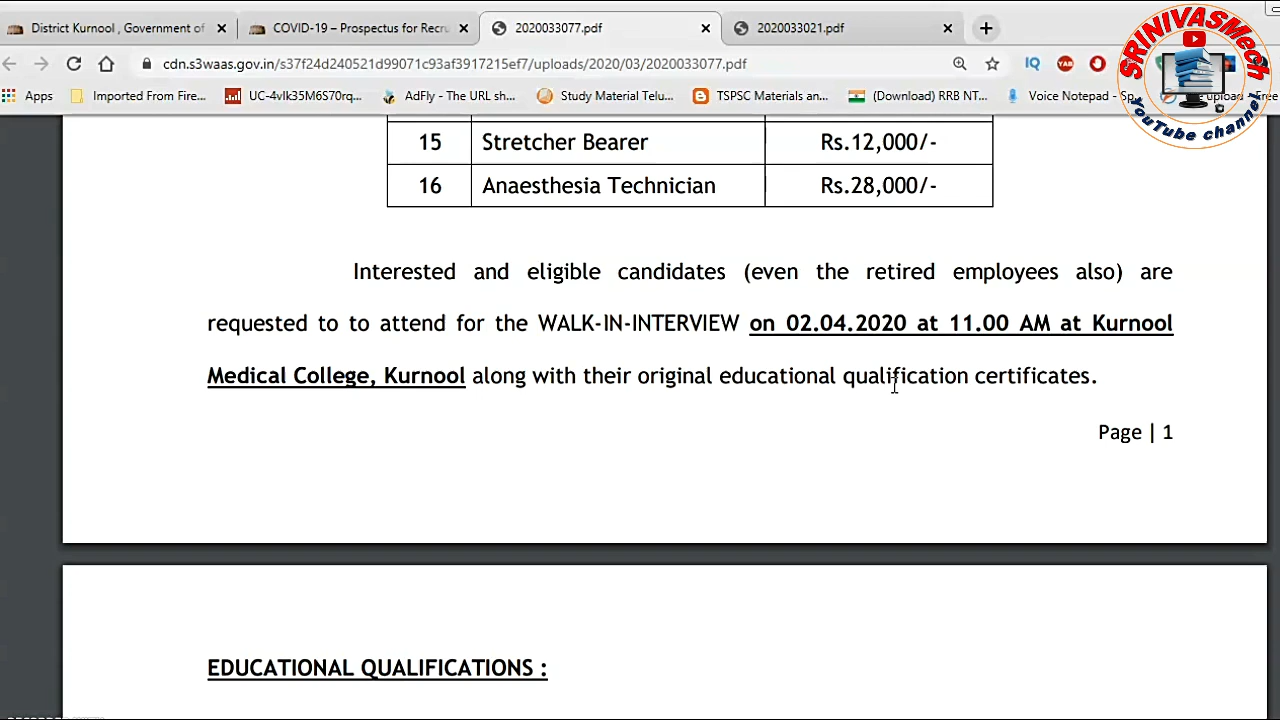 District Kurnool , Government of
COVID-19 – Prospectus for Recru
2020033077.pdf
2020033021.pdf
cdn.s3waas.gov.in/s37f24d240521d99071c93af3917215ef7/uploads/2020/03/2020033077.pdf
IQ
YAB
Apps
Imported From Fire...
UC-4vlk35M6S70rq...
AdFly - The URL sh...
Study Material Telu...
TSPSC Materials an...
(Download) RRB NT...
Voice Notepad - Sp...
SRINIVASMech
YouTube channel
15 Stretcher Bearer Rs.12,000/-
16 Anaesthesia Technician Rs.28,000/-
Interested and eligible candidates (even the retired employees also) are
requested to to attend for the WALK-IN-INTERVIEW on 02.04.2020 at 11.00 AM at Kurnool
Medical College, Kurnool along with their original educational qualification certificates.
Page | 1
EDUCATIONAL QUALIFICATIONS :